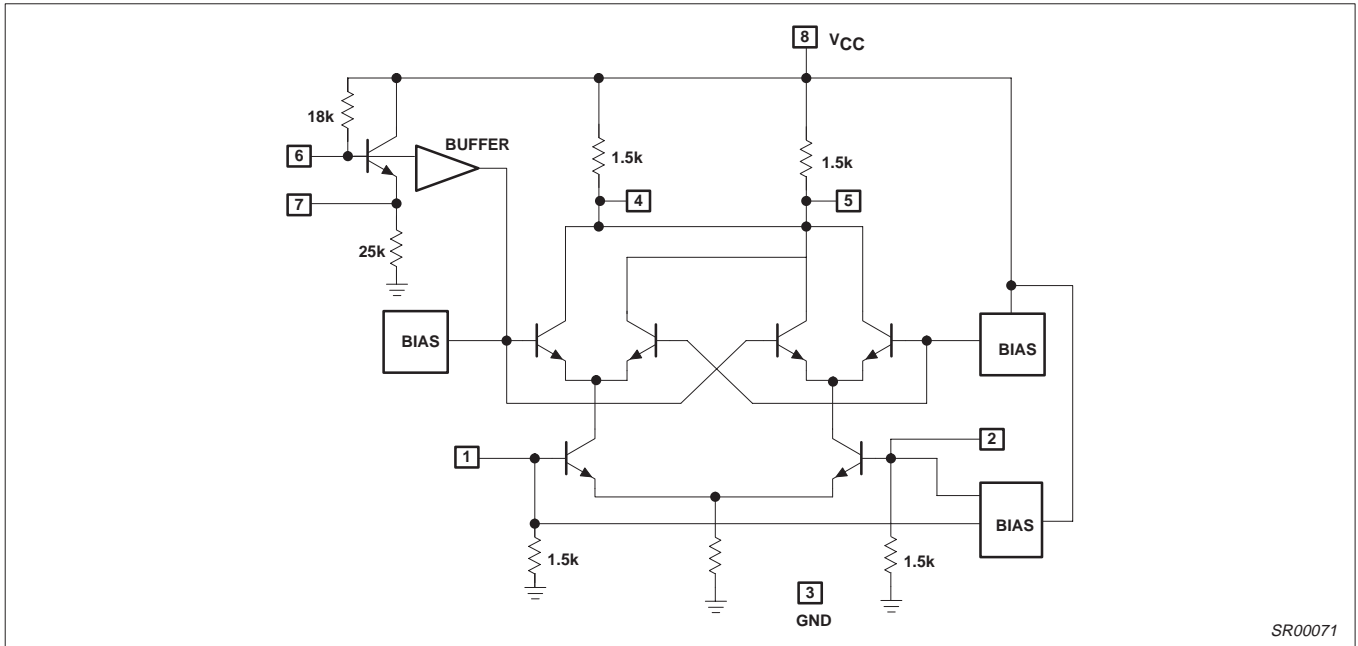 8 VCC
18k
BUFFER
6
1.5k
1.5k
7
4
5
25k
BIAS
BIAS
2
1
BIAS
1.5k
1.5k
3
GND
SR00071